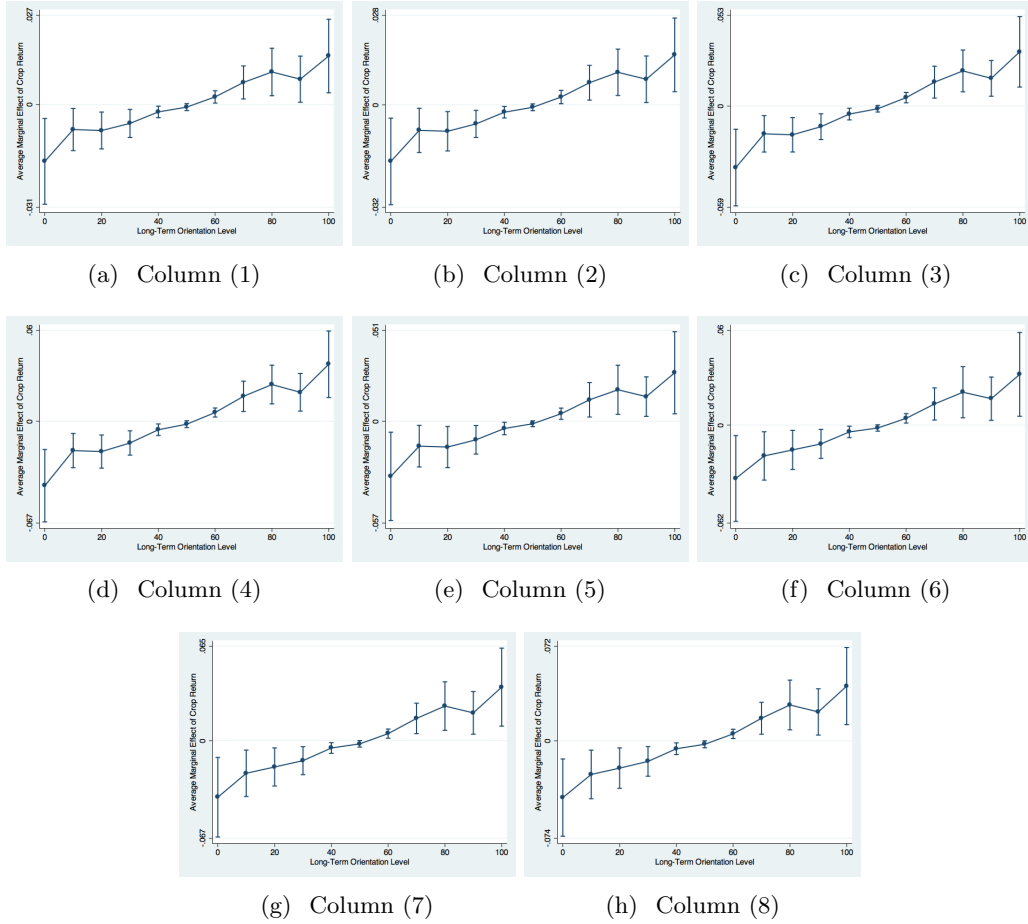 Average Marginal Effect of Crop Return
.027
0
-.031
0 20 40 60 80 100
Long-Term Orientation Level
(a) Column (1)
Average Marginal Effect of Crop Return
.028
0
-.032
0 20 40 60 80 100
Long-Term Orientation Level
(b) Column (2)
Average Marginal Effect of Crop Return
.053
0
-.059
0 20 40 60 80 100
Long-Term Orientation Level
(c) Column (3)
Average Marginal Effect of Crop Return
.06
0
-.067
0 20 40 60 80 100
Long-Term Orientation Level
(d) Column (4)
Average Marginal Effect of Crop Return
.051
0
-.057
0 20 40 60 80 100
Long-Term Orientation Level
(e) Column (5)
Average Marginal Effect of Crop Return
.06
0
-.062
0 20 40 60 80 100
Long-Term Orientation Level
(f) Column (6)
Average Marginal Effect of Crop Return
.065
0
-.067
0 20 40 60 80 100
Long-Term Orientation Level
(g) Column (7)
Average Marginal Effect of Crop Return
.072
0
-.074
0 20 40 60 80 100
Long-Term Orientation Level
(h) Column (8)